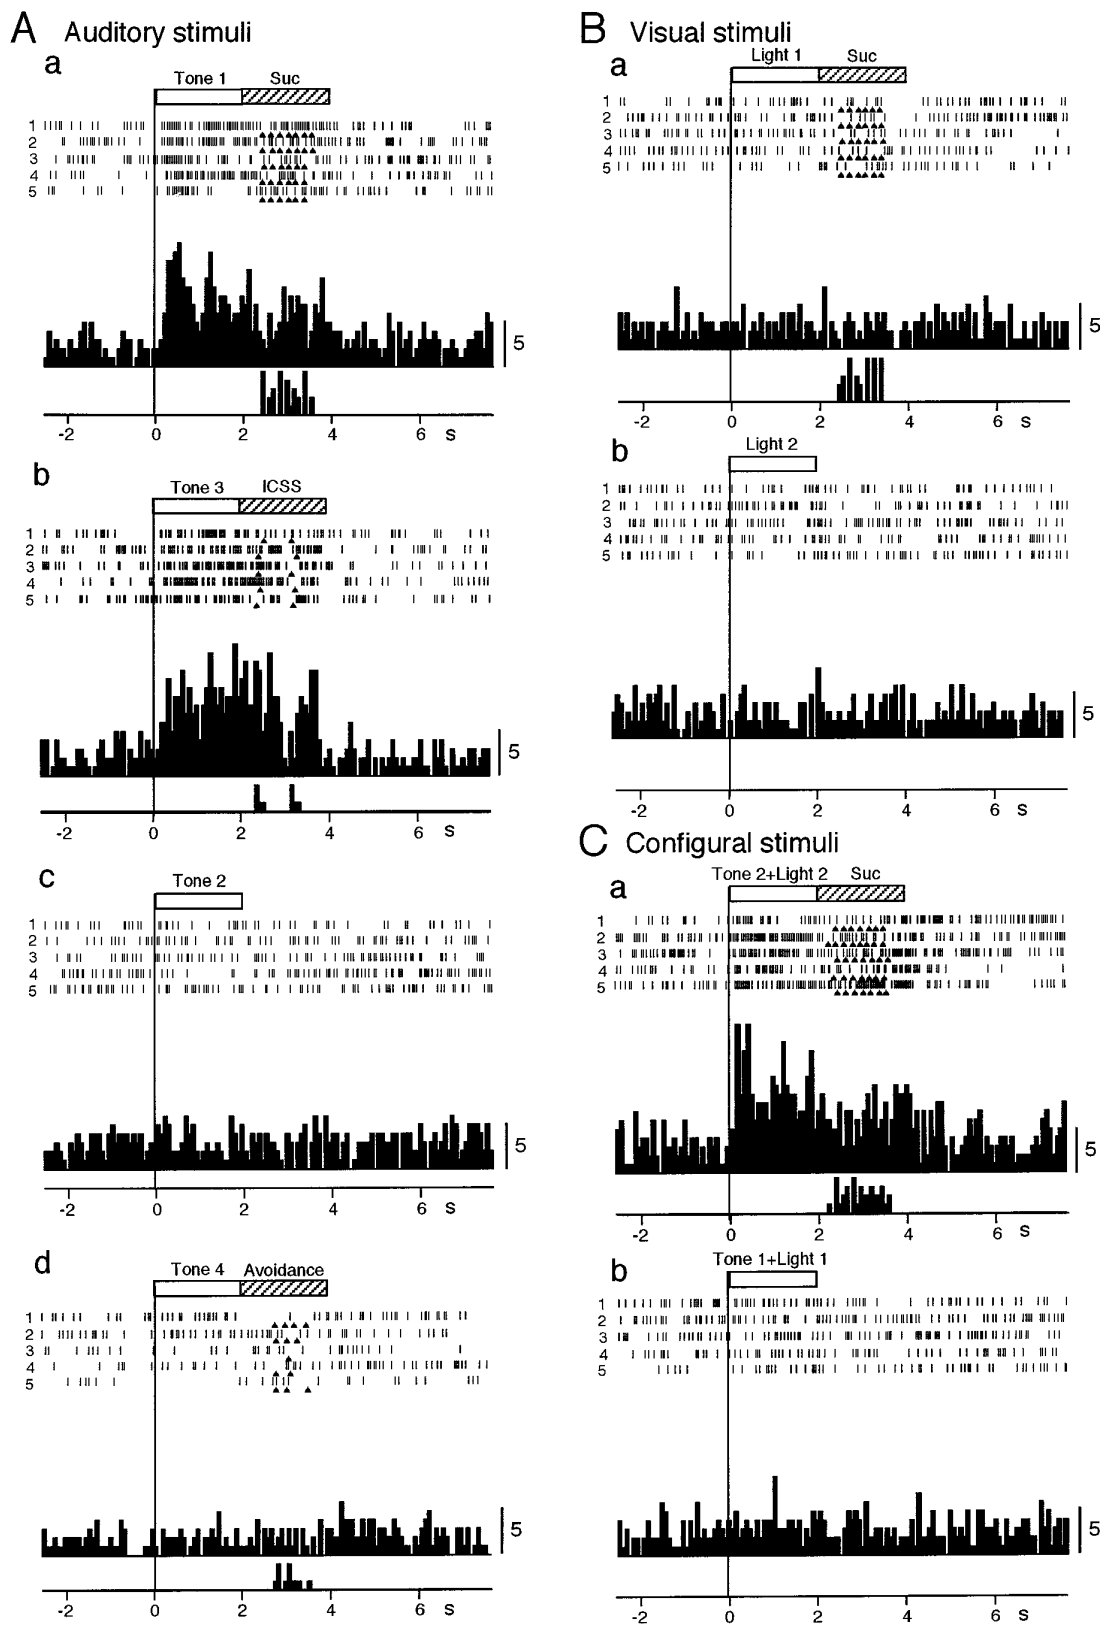 A Auditory stimuli
a
Tone 1 Suc
1
2
3
4
5
5
-2 0 2 4 6 s
b
Tone 3 ICSS
1
2
3
4
5
5
-2 0 2 4 6 s
c
Tone 2
1
2
3
4
5
5
-2 0 2 4 6 s
d
Tone 4 Avoidance
1
2
3
4
5
5
-2 0 2 4 6 s
B Visual stimuli
a
Light 1 Suc
1
2
3
4
5
5
-2 0 2 4 6 s
b
Light 2
1
2
3
4
5
5
-2 0 2 4 6 s
C Configural stimuli
a
Tone 2+Light 2 Suc
1
2
3
4
5
5
-2 0 2 4 6 s
b
Tone 1+Light 1
1
2
3
4
5
5
-2 0 2 4 6 s